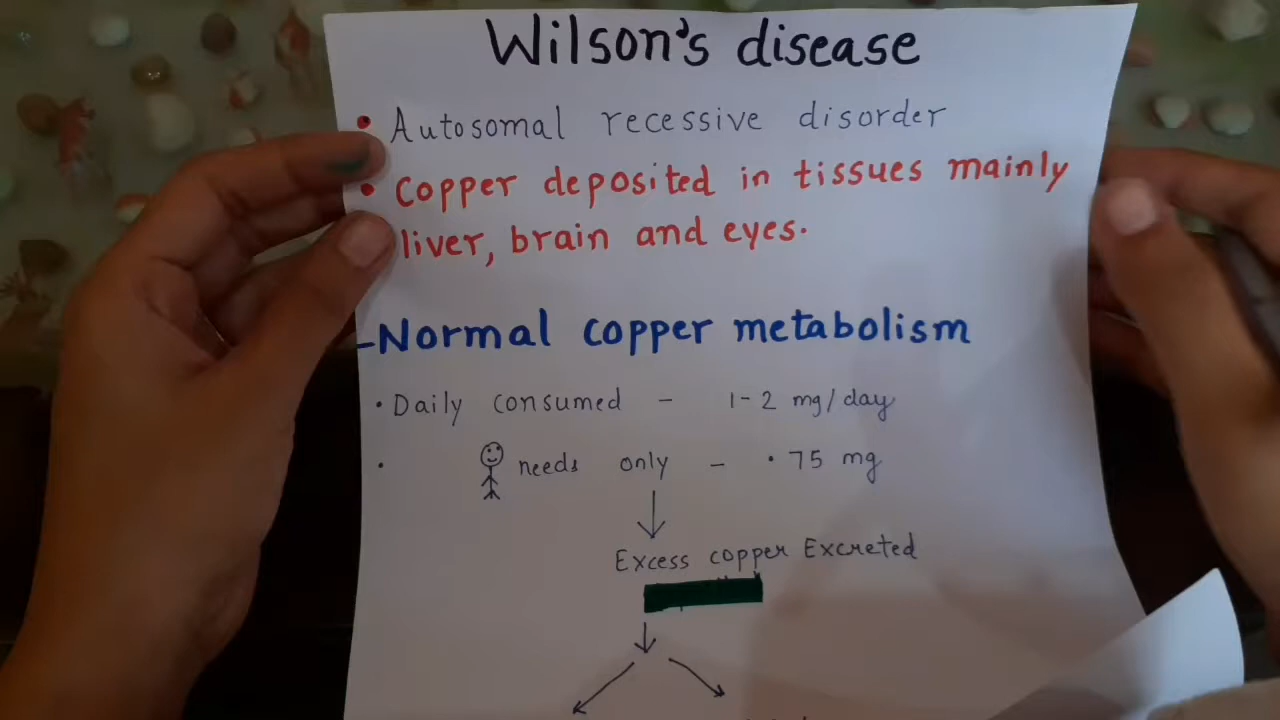 Wilson's disease
• Autosomal recessive disorder
• Copper deposited in tissues mainly
liver, brain and eyes.
-Normal copper metabolism
• Daily consumed - 1-2 mg/day
• needs only - •75 mg
Excess copper Excreted